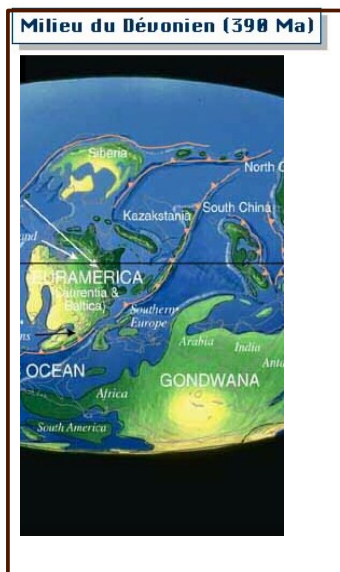 Milieu du Dévonien (390 Ma)
Siberia
North
Kazakstania
South China
EURAMERICA
(Laurentia &
Baltica)
Southern
Europe
Arabia
India
OCEAN
GONDWANA
Africa
South America